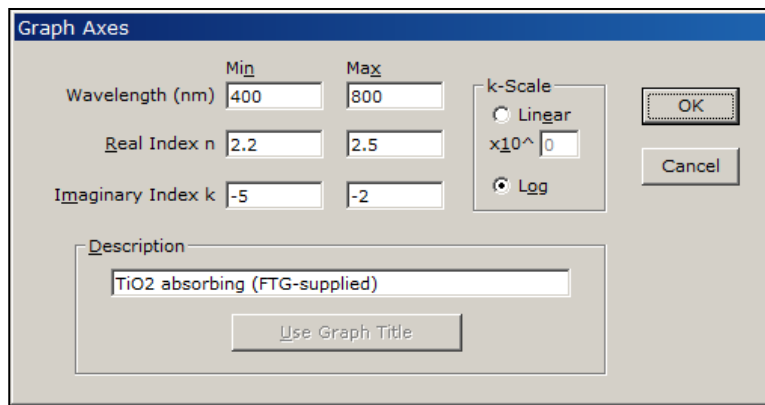 Graph Axes
Min Max
Wavelength (nm) 400 800
Real Index n 2.2 2.5
Imaginary Index k -5 -2
k-Scale
Linear
x10^ 0
Log
OK
Cancel
Description
TiO2 absorbing (FTG-supplied)
Use Graph Title